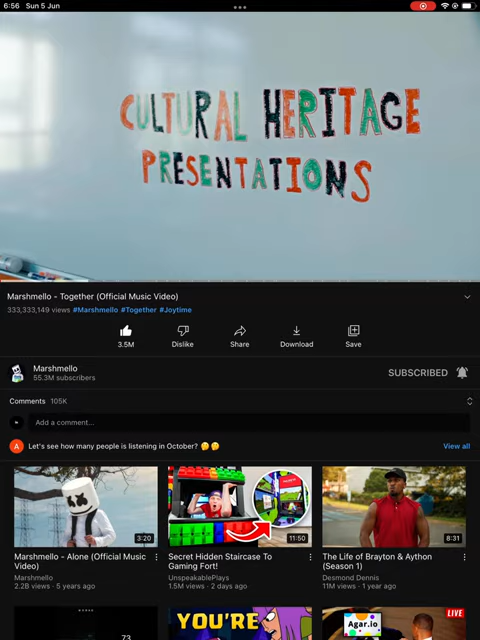 6:56 Sun 5 Jun
CULTURAL HERITAGE
PRESENTATIONS
Marshmello - Together (Official Music Video)
333,333,149 views #Marshmello #Together #Joytime
3.5M Dislike Share Download Save
Marshmello
55.3M subscribers
SUBSCRIBED
Comments 105K
Add a comment...
A Let's see how many people is listening in October?
View all
3:20
Marshmello - Alone (Official Music
Video)
Marshmello
2.2B views · 5 years ago
11:50
Secret Hidden Staircase To
Gaming Fort!
UnspeakablePlays
1.5M views · 2 days ago
8:31
The Life of Brayton & Aython
(Season 1)
Desmond Dennis
11M views · 1 year ago
73
YOU'RE
Agar.io
LIVE